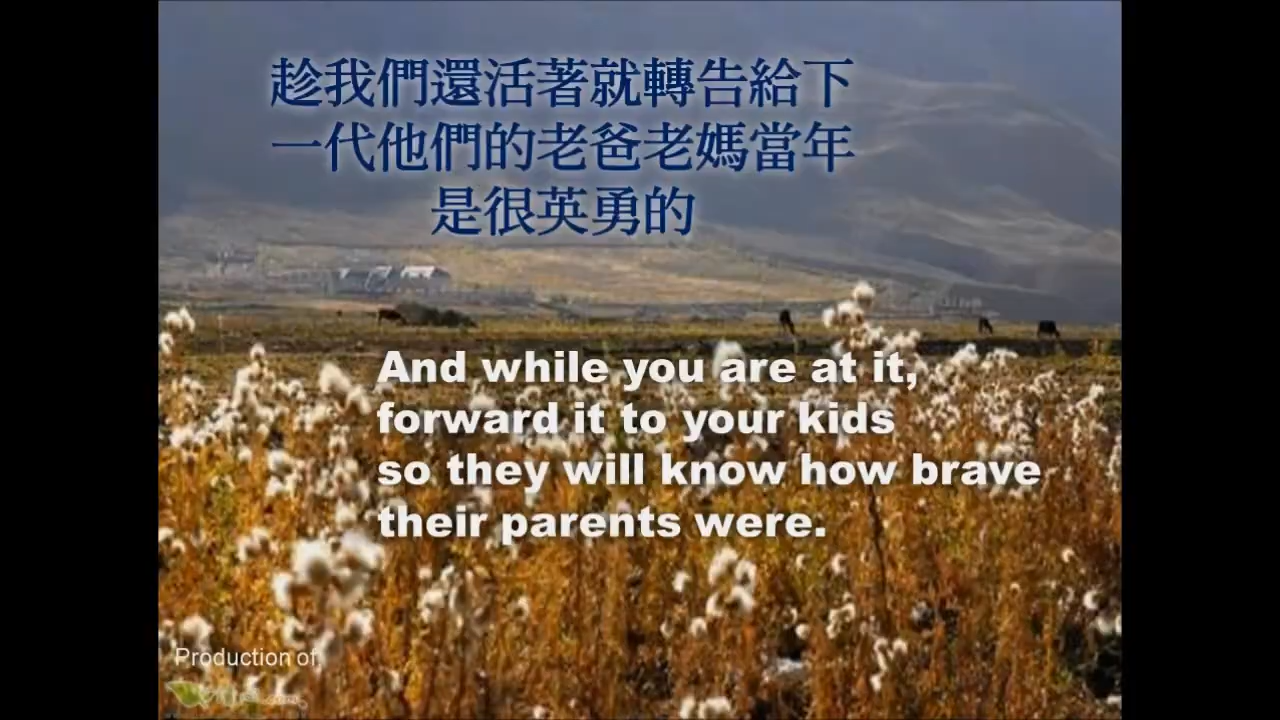 趁我們還活著就轉告給下
一代他們的老爸老媽當年
是很英勇的
And while you are at it,
forward it to your kids
so they will know how brave
their parents were.
Production of